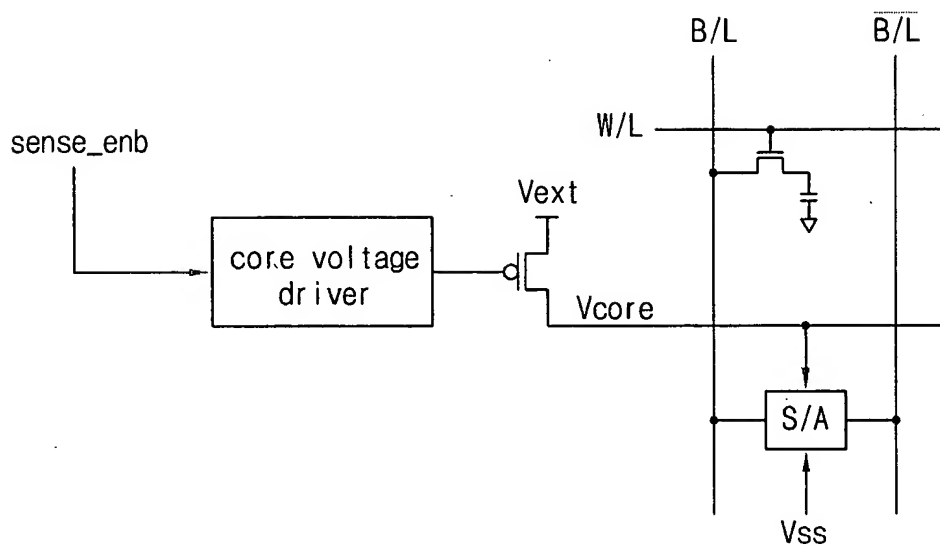 B/L B̅/̅L̅
W/L
sense_enb
Vext
core voltage
driver
Vcore
S/A
Vss